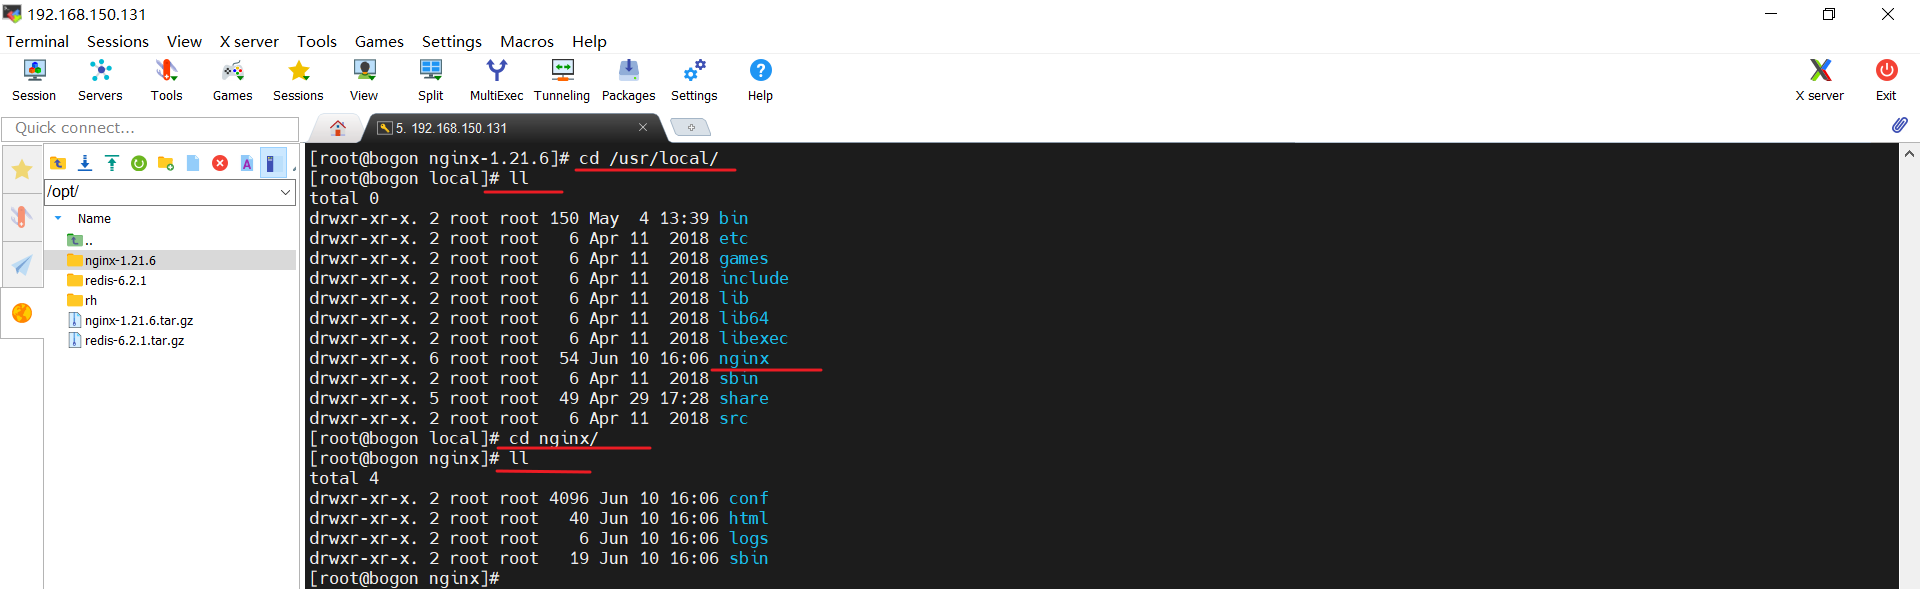 192.168.150.131
Terminal Sessions View X server Tools Games Settings Macros Help
Session Servers Tools Games Sessions View Split MultiExec Tunneling Packages Settings Help X server Exit
Quick connect...
5. 192.168.150.131
/opt/
Name
..
nginx-1.21.6
redis-6.2.1
rh
nginx-1.21.6.tar.gz
redis-6.2.1.tar.gz
[root@bogon nginx-1.21.6]# cd /usr/local/
[root@bogon local]# ll
total 0
drwxr-xr-x. 2 root root 150 May  4 13:39 bin
drwxr-xr-x. 2 root root   6 Apr 11  2018 etc
drwxr-xr-x. 2 root root   6 Apr 11  2018 games
drwxr-xr-x. 2 root root   6 Apr 11  2018 include
drwxr-xr-x. 2 root root   6 Apr 11  2018 lib
drwxr-xr-x. 2 root root   6 Apr 11  2018 lib64
drwxr-xr-x. 2 root root   6 Apr 11  2018 libexec
drwxr-xr-x. 6 root root  54 Jun 10 16:06 nginx
drwxr-xr-x. 2 root root   6 Apr 11  2018 sbin
drwxr-xr-x. 5 root root  49 Apr 29 17:28 share
drwxr-xr-x. 2 root root   6 Apr 11  2018 src
[root@bogon local]# cd nginx/
[root@bogon nginx]# ll
total 4
drwxr-xr-x. 2 root root 4096 Jun 10 16:06 conf
drwxr-xr-x. 2 root root   40 Jun 10 16:06 html
drwxr-xr-x. 2 root root    6 Jun 10 16:06 logs
drwxr-xr-x. 2 root root   19 Jun 10 16:06 sbin
[root@bogon nginx]#